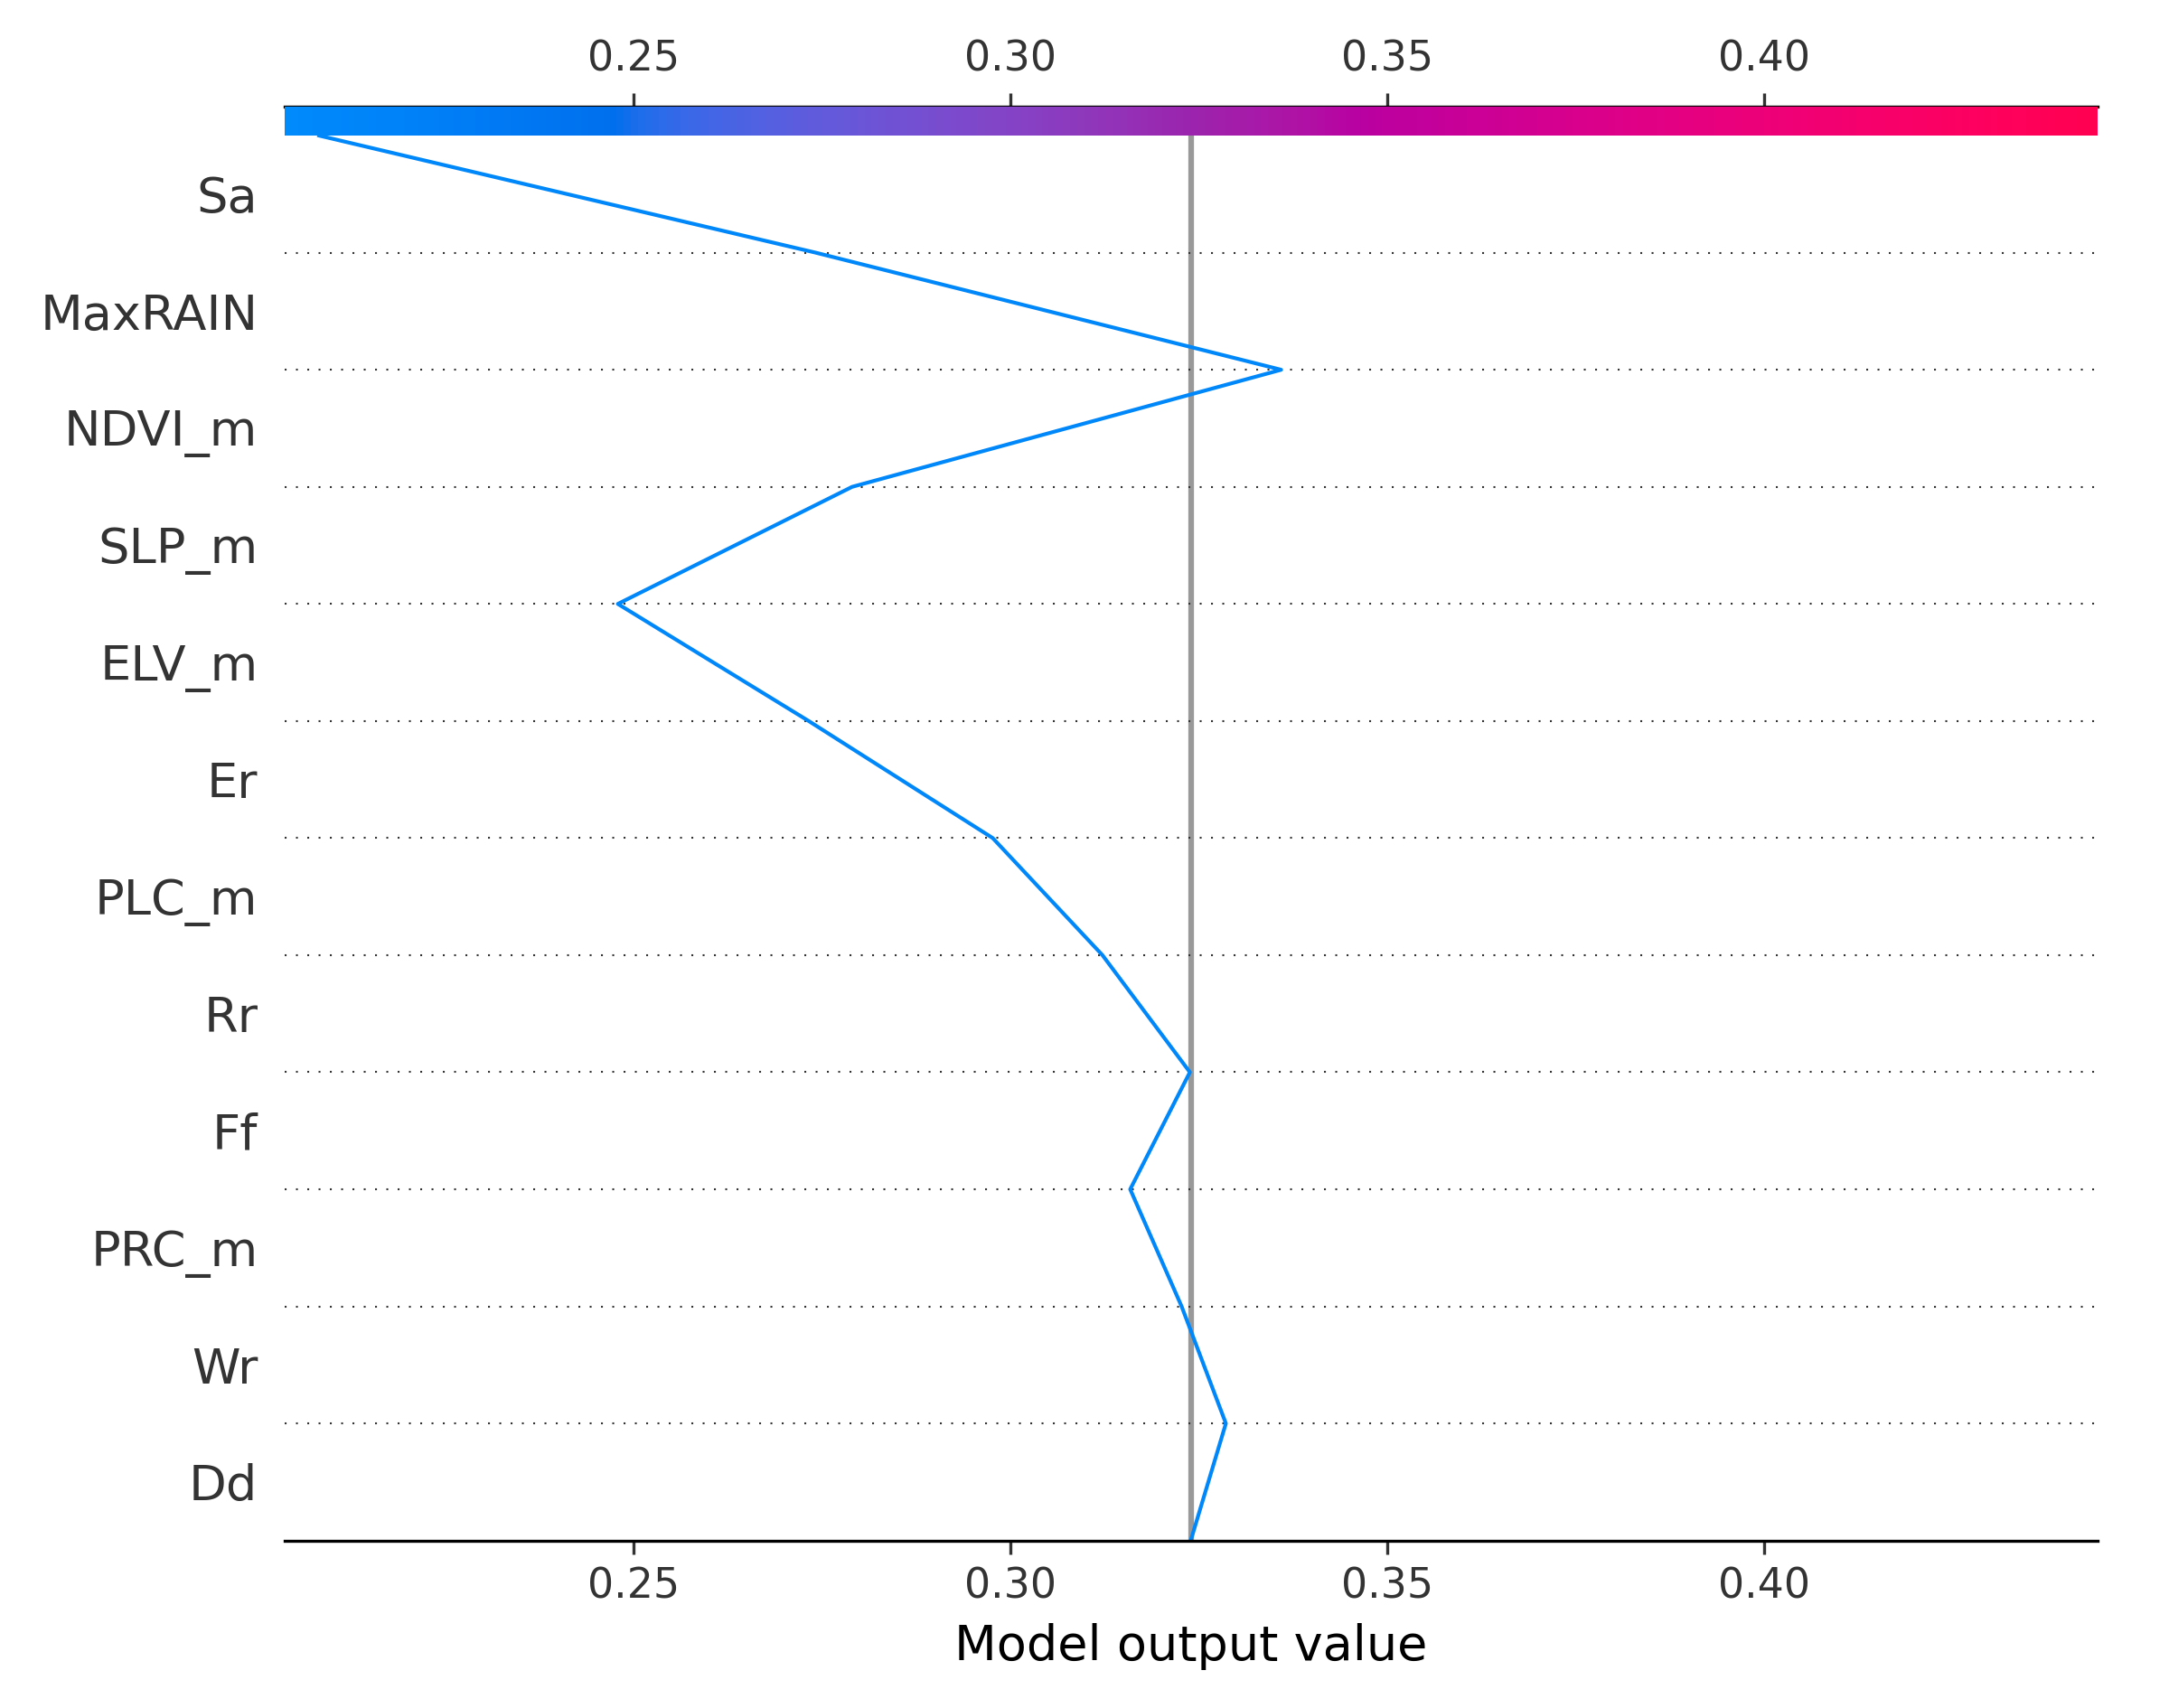 0.25 0.30 0.35 0.40
Sa
MaxRAIN
NDVI_m
SLP_m
ELV_m
Er
PLC_m
Rr
Ff
PRC_m
Wr
Dd
0.25 0.30 0.35 0.40
Model output value